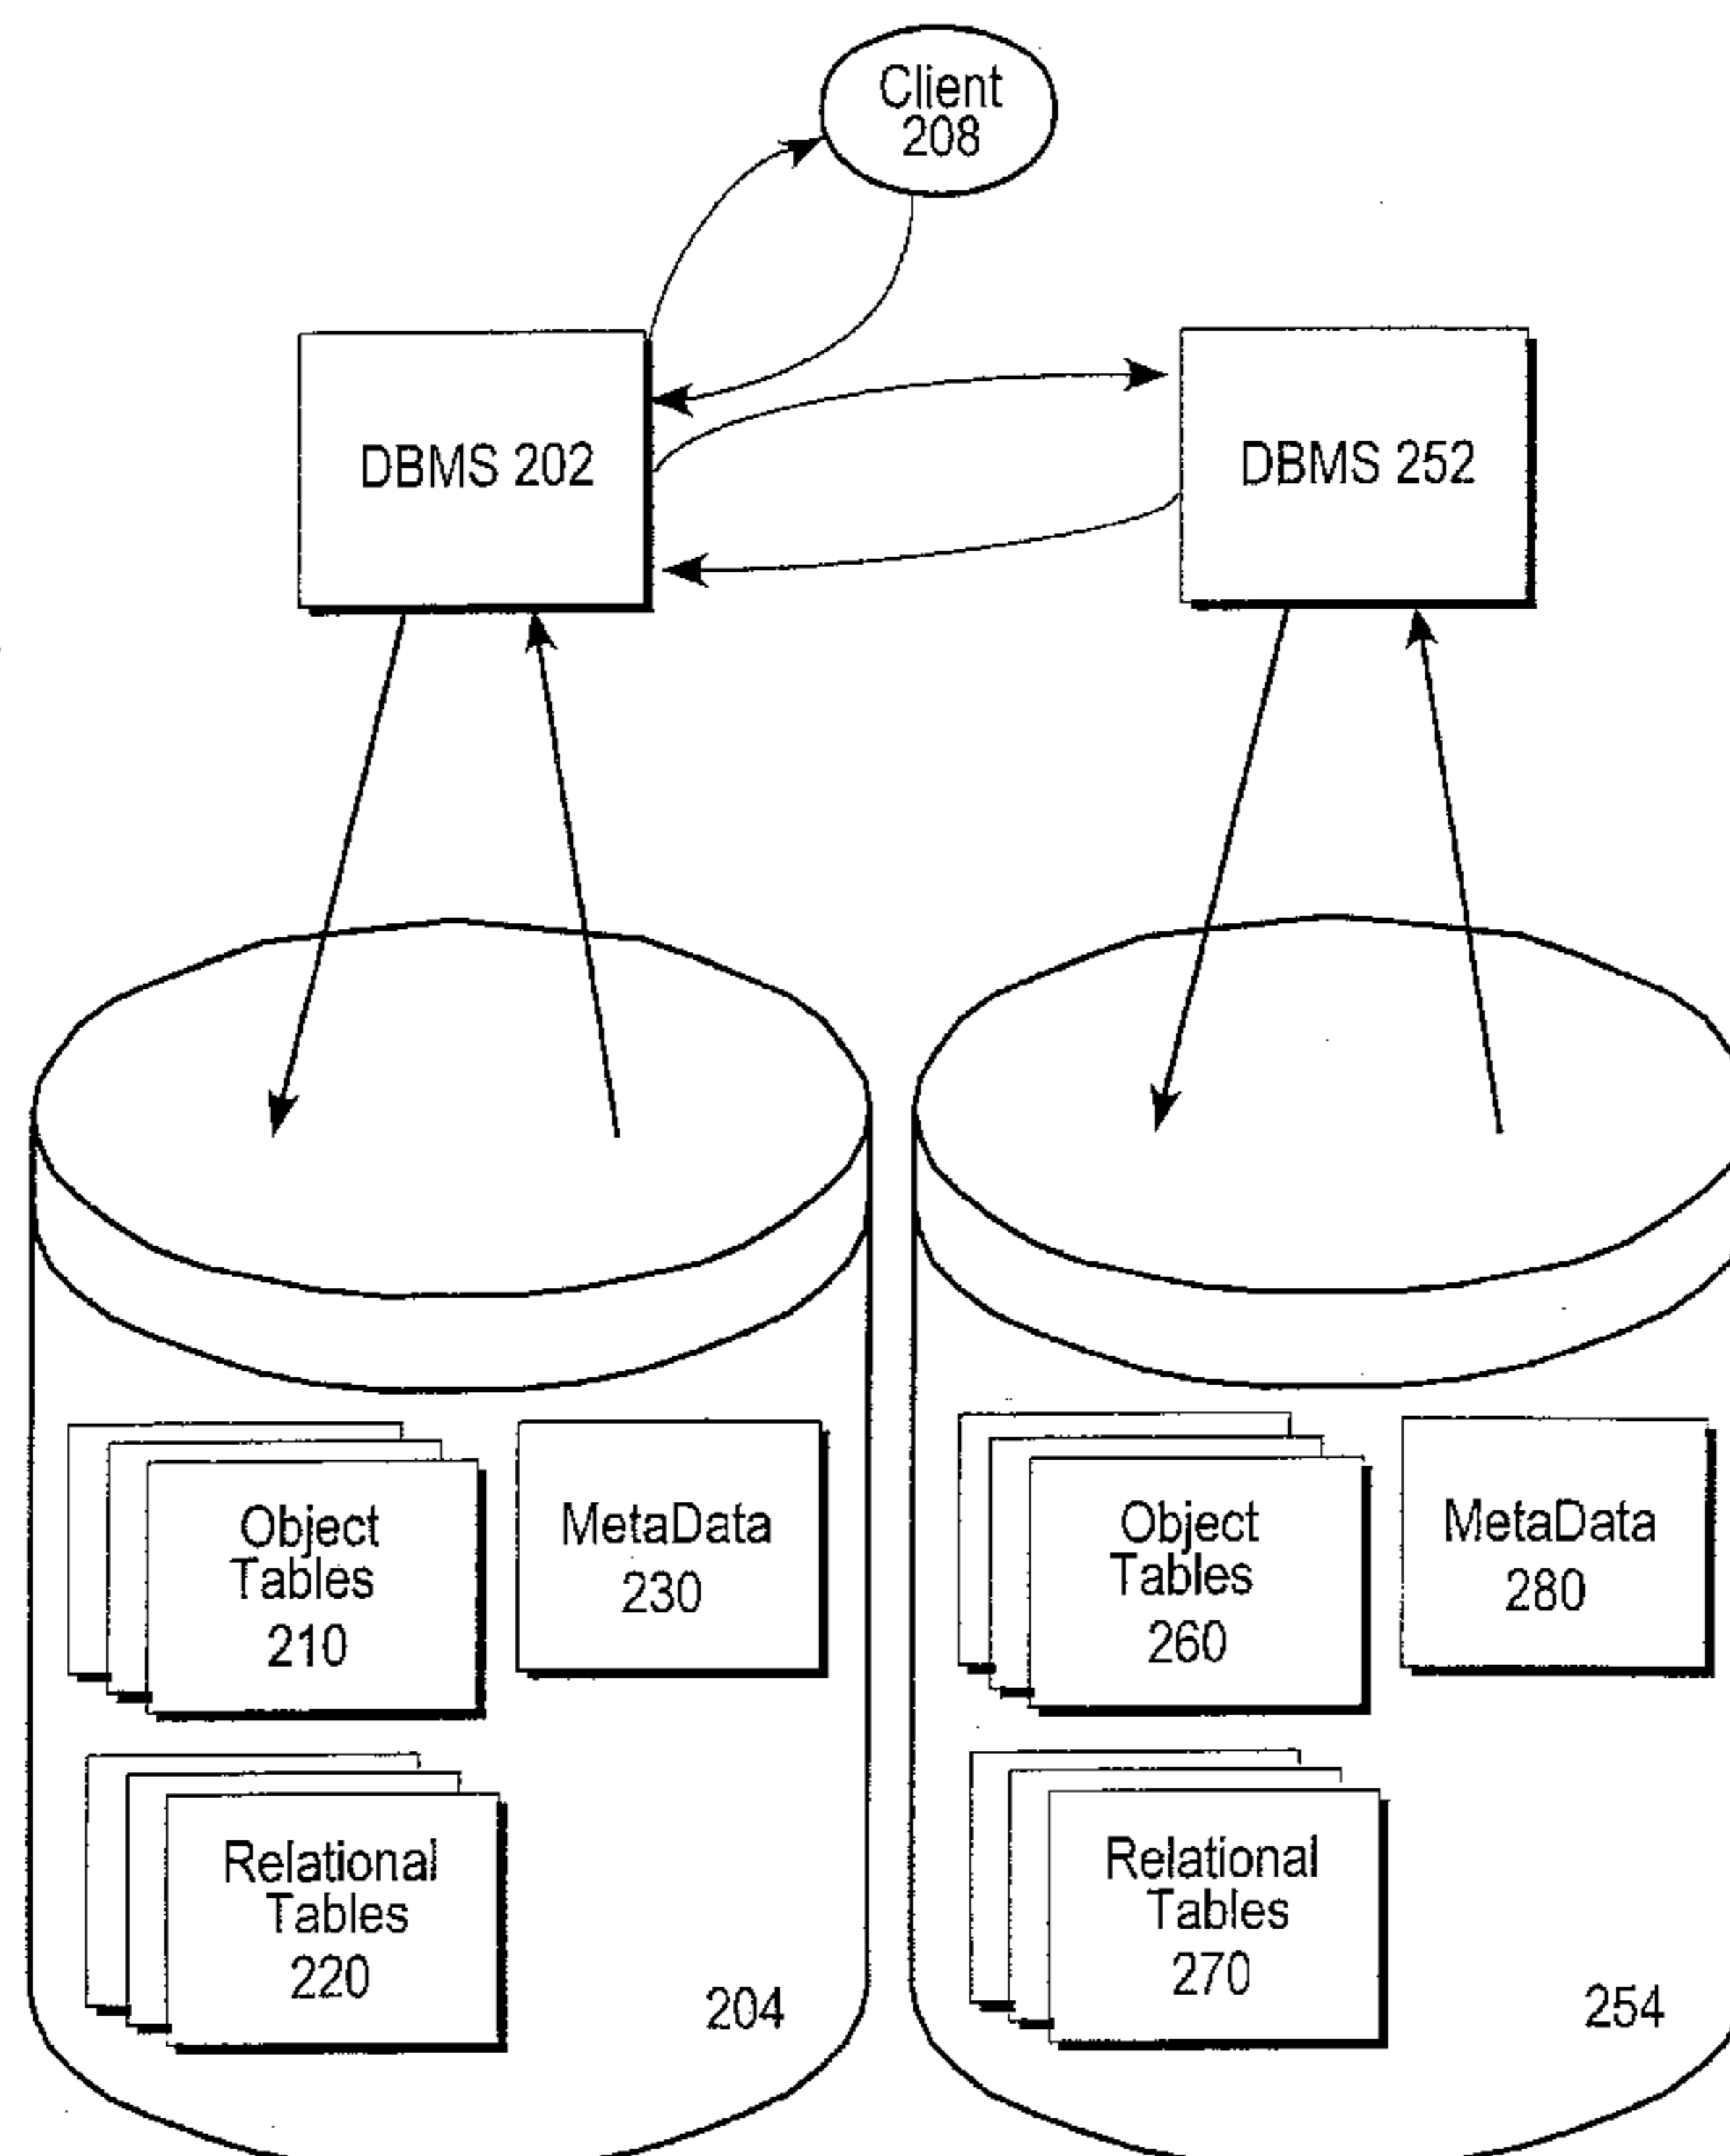 Client
208
DBMS 202
DBMS 252
Object
Tables
210
MetaData
230
Relational
Tables
220
204
Object
Tables
260
MetaData
280
Relational
Tables
270
254